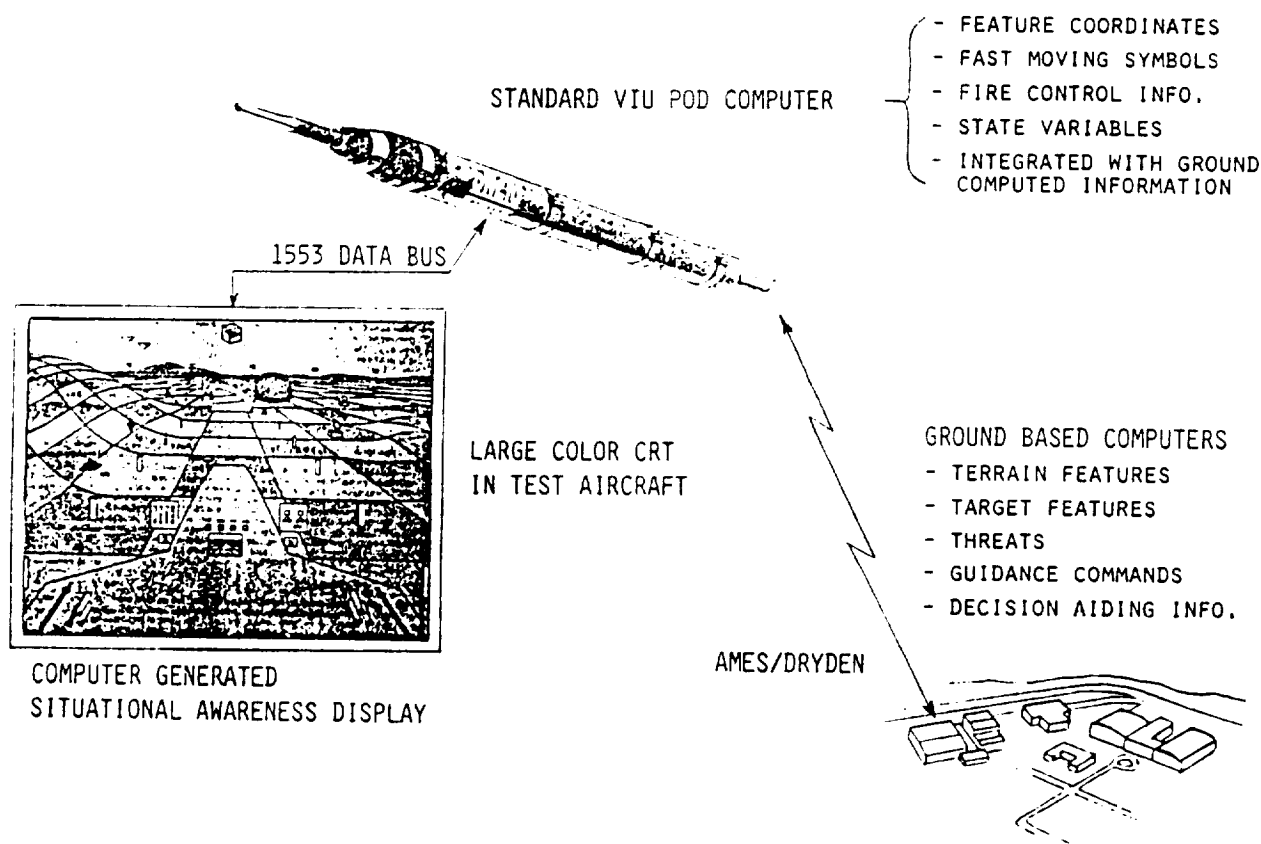 STANDARD VIU POD COMPUTER
- FEATURE COORDINATES
- FAST MOVING SYMBOLS
- FIRE CONTROL INFO.
- STATE VARIABLES
- INTEGRATED WITH GROUND
COMPUTED INFORMATION
1553 DATA BUS
LARGE COLOR CRT
IN TEST AIRCRAFT
COMPUTER GENERATED
SITUATIONAL AWARENESS DISPLAY
GROUND BASED COMPUTERS
- TERRAIN FEATURES
- TARGET FEATURES
- THREATS
- GUIDANCE COMMANDS
- DECISION AIDING INFO.
AMES/DRYDEN